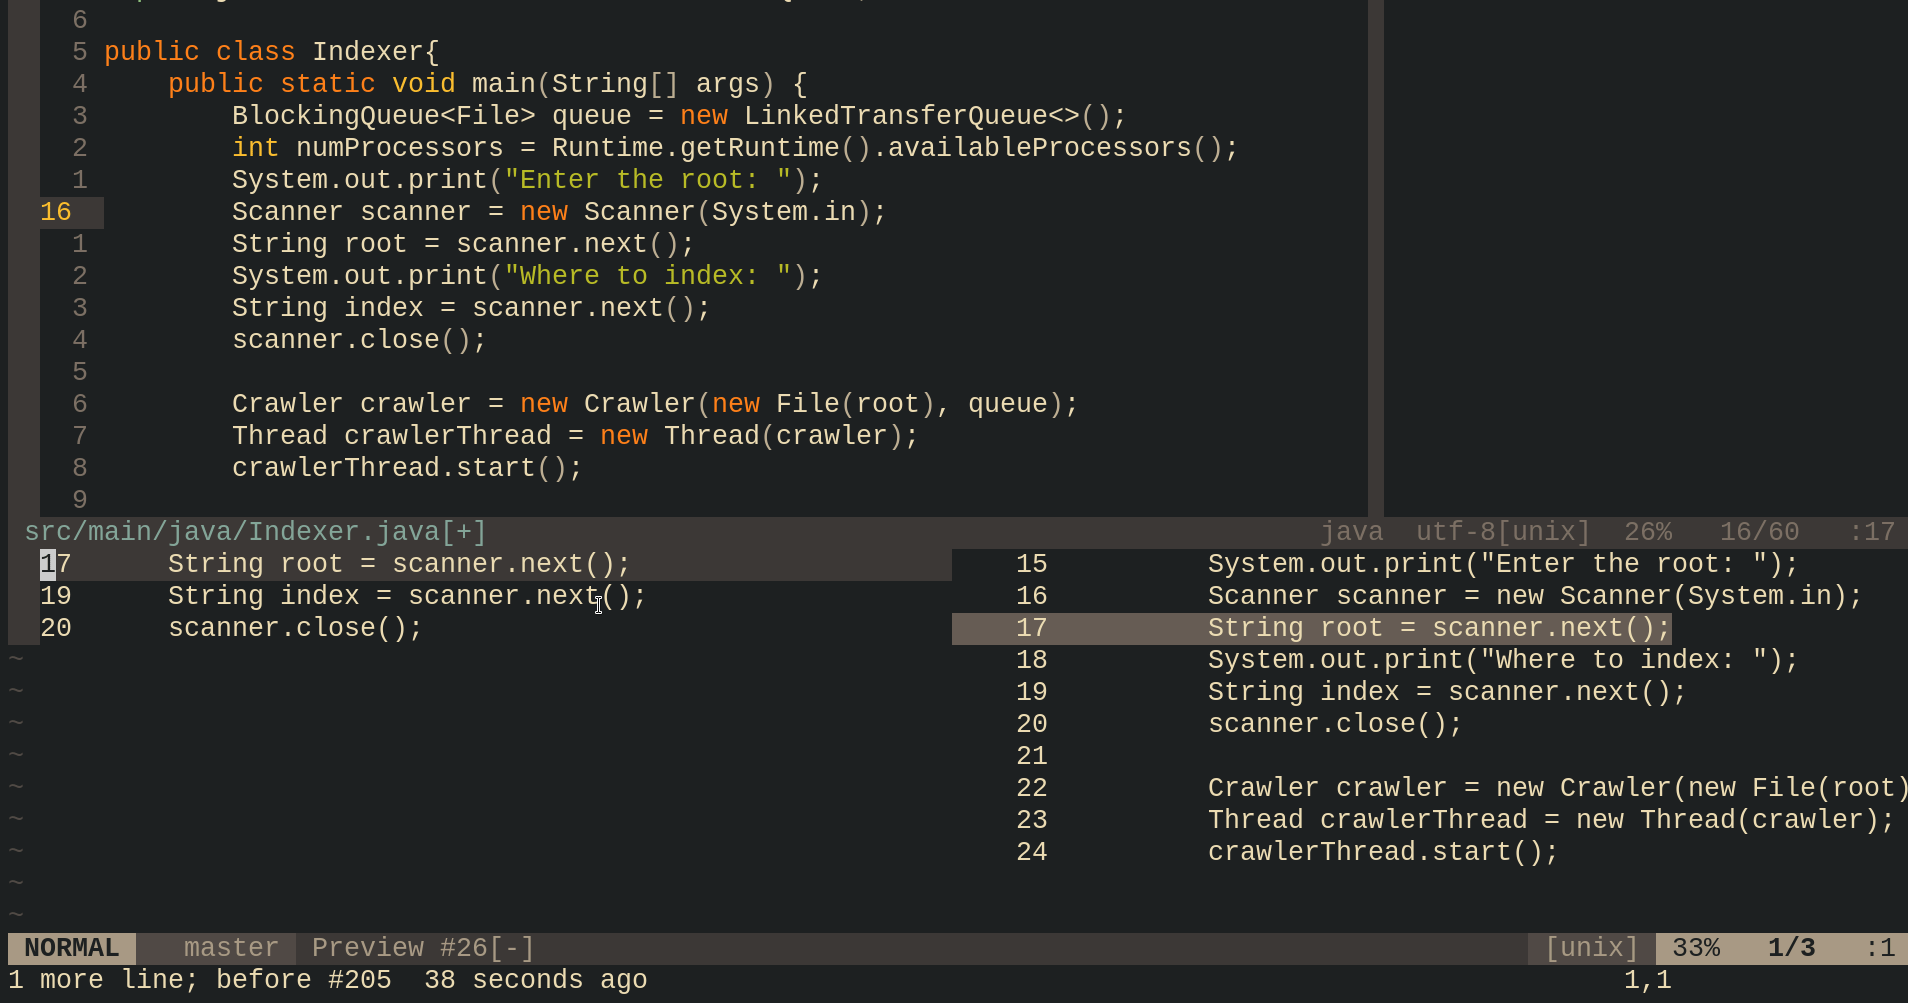 6
5 public class Indexer{
4     public static void main(String[] args) {
3         BlockingQueue<File> queue = new LinkedTransferQueue<>();
2         int numProcessors = Runtime.getRuntime().availableProcessors();
1         System.out.print("Enter the root: ");
16         Scanner scanner = new Scanner(System.in);
1         String root = scanner.next();
2         System.out.print("Where to index: ");
3         String index = scanner.next();
4         scanner.close();
5
6         Crawler crawler = new Crawler(new File(root), queue);
7         Thread crawlerThread = new Thread(crawler);
8         crawlerThread.start();
9
src/main/java/Indexer.java[+] java utf-8[unix] 26% 16/60 :17
17      String root = scanner.next();
19      String index = scanner.next();
20      scanner.close();
~
~
~
~
~
~
~
~
~
15          System.out.print("Enter the root: ");
16          Scanner scanner = new Scanner(System.in);
17          String root = scanner.next();
18          System.out.print("Where to index: ");
19          String index = scanner.next();
20          scanner.close();
21
22          Crawler crawler = new Crawler(new File(root)
23          Thread crawlerThread = new Thread(crawler);
24          crawlerThread.start();
NORMAL master Preview #26[-] [unix] 33% 1/3 :1
1 more line; before #205  38 seconds ago 1,1